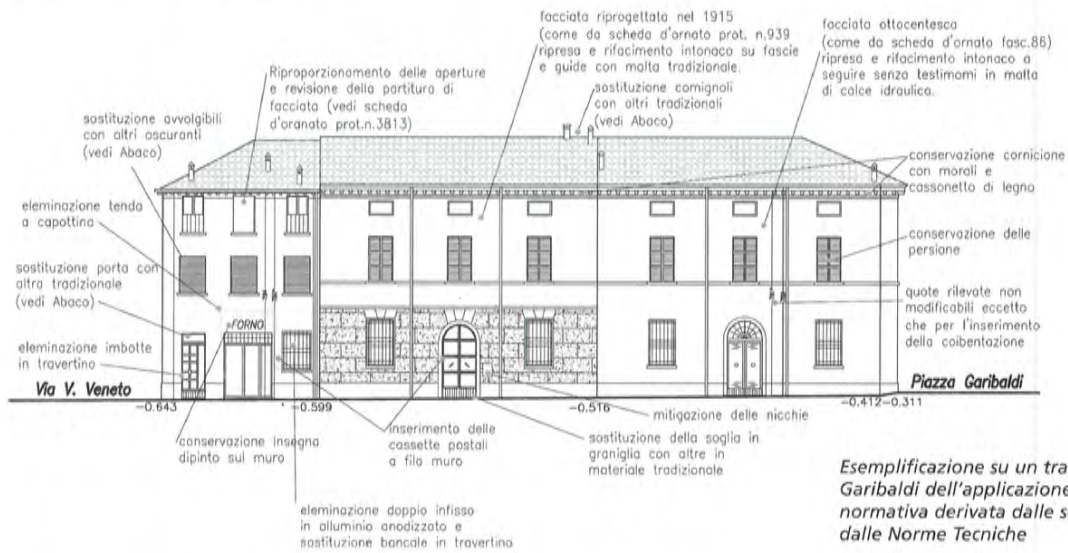 facciata riprogettata nel 1915
(come da scheda d'ornato prot. n.939
ripresa e rifacimento intonaco su fascie
e guide con malta tradizionale.
facciata ottocentesca
(come da scheda d'ornato fasc.86)
ripresa e rifacimento intonaco a
seguire senza testimomi in malta
di calce idraulica.
Riproporzionamento delle aperture
e revisione della partitura di
facciata (vedi scheda
d'oranato prot.n.3813)
sostituzione comignoli
con altri tradizionali
(vedi Abaco)
sostituzione avvolgibili
con altri oscuranti
(vedi Abaco)
conservazione cornicione
con morali e
cassonetto di legno
eleminazione tenda
a capottina
conservazione delle
persiane
sostituzione porta con
altra tradizionale
(vedi Abaco)
quote rilevate non
modificabili eccetto
che per l'inserimento
della coibentazione
FORNO
eleminazione imbotte
in travertino
Via V. Veneto
Piazza Garibaldi
-0.643
-0.599
-0.516
-0.412
-0.311
conservazione insegna
dipinto sul muro
inserimento delle
cassette postali
a filo muro
mitigazione delle nicchie
sostituzione della soglia in
graniglia con altre in
materiale tradizionale
eleminazione doppio infisso
in alluminio anodizzato e
sostituzione bancale in travertino
Esemplificazione su un tra
Garibaldi dell'applicazione
normativa derivata dalle s
dalle Norme Tecniche